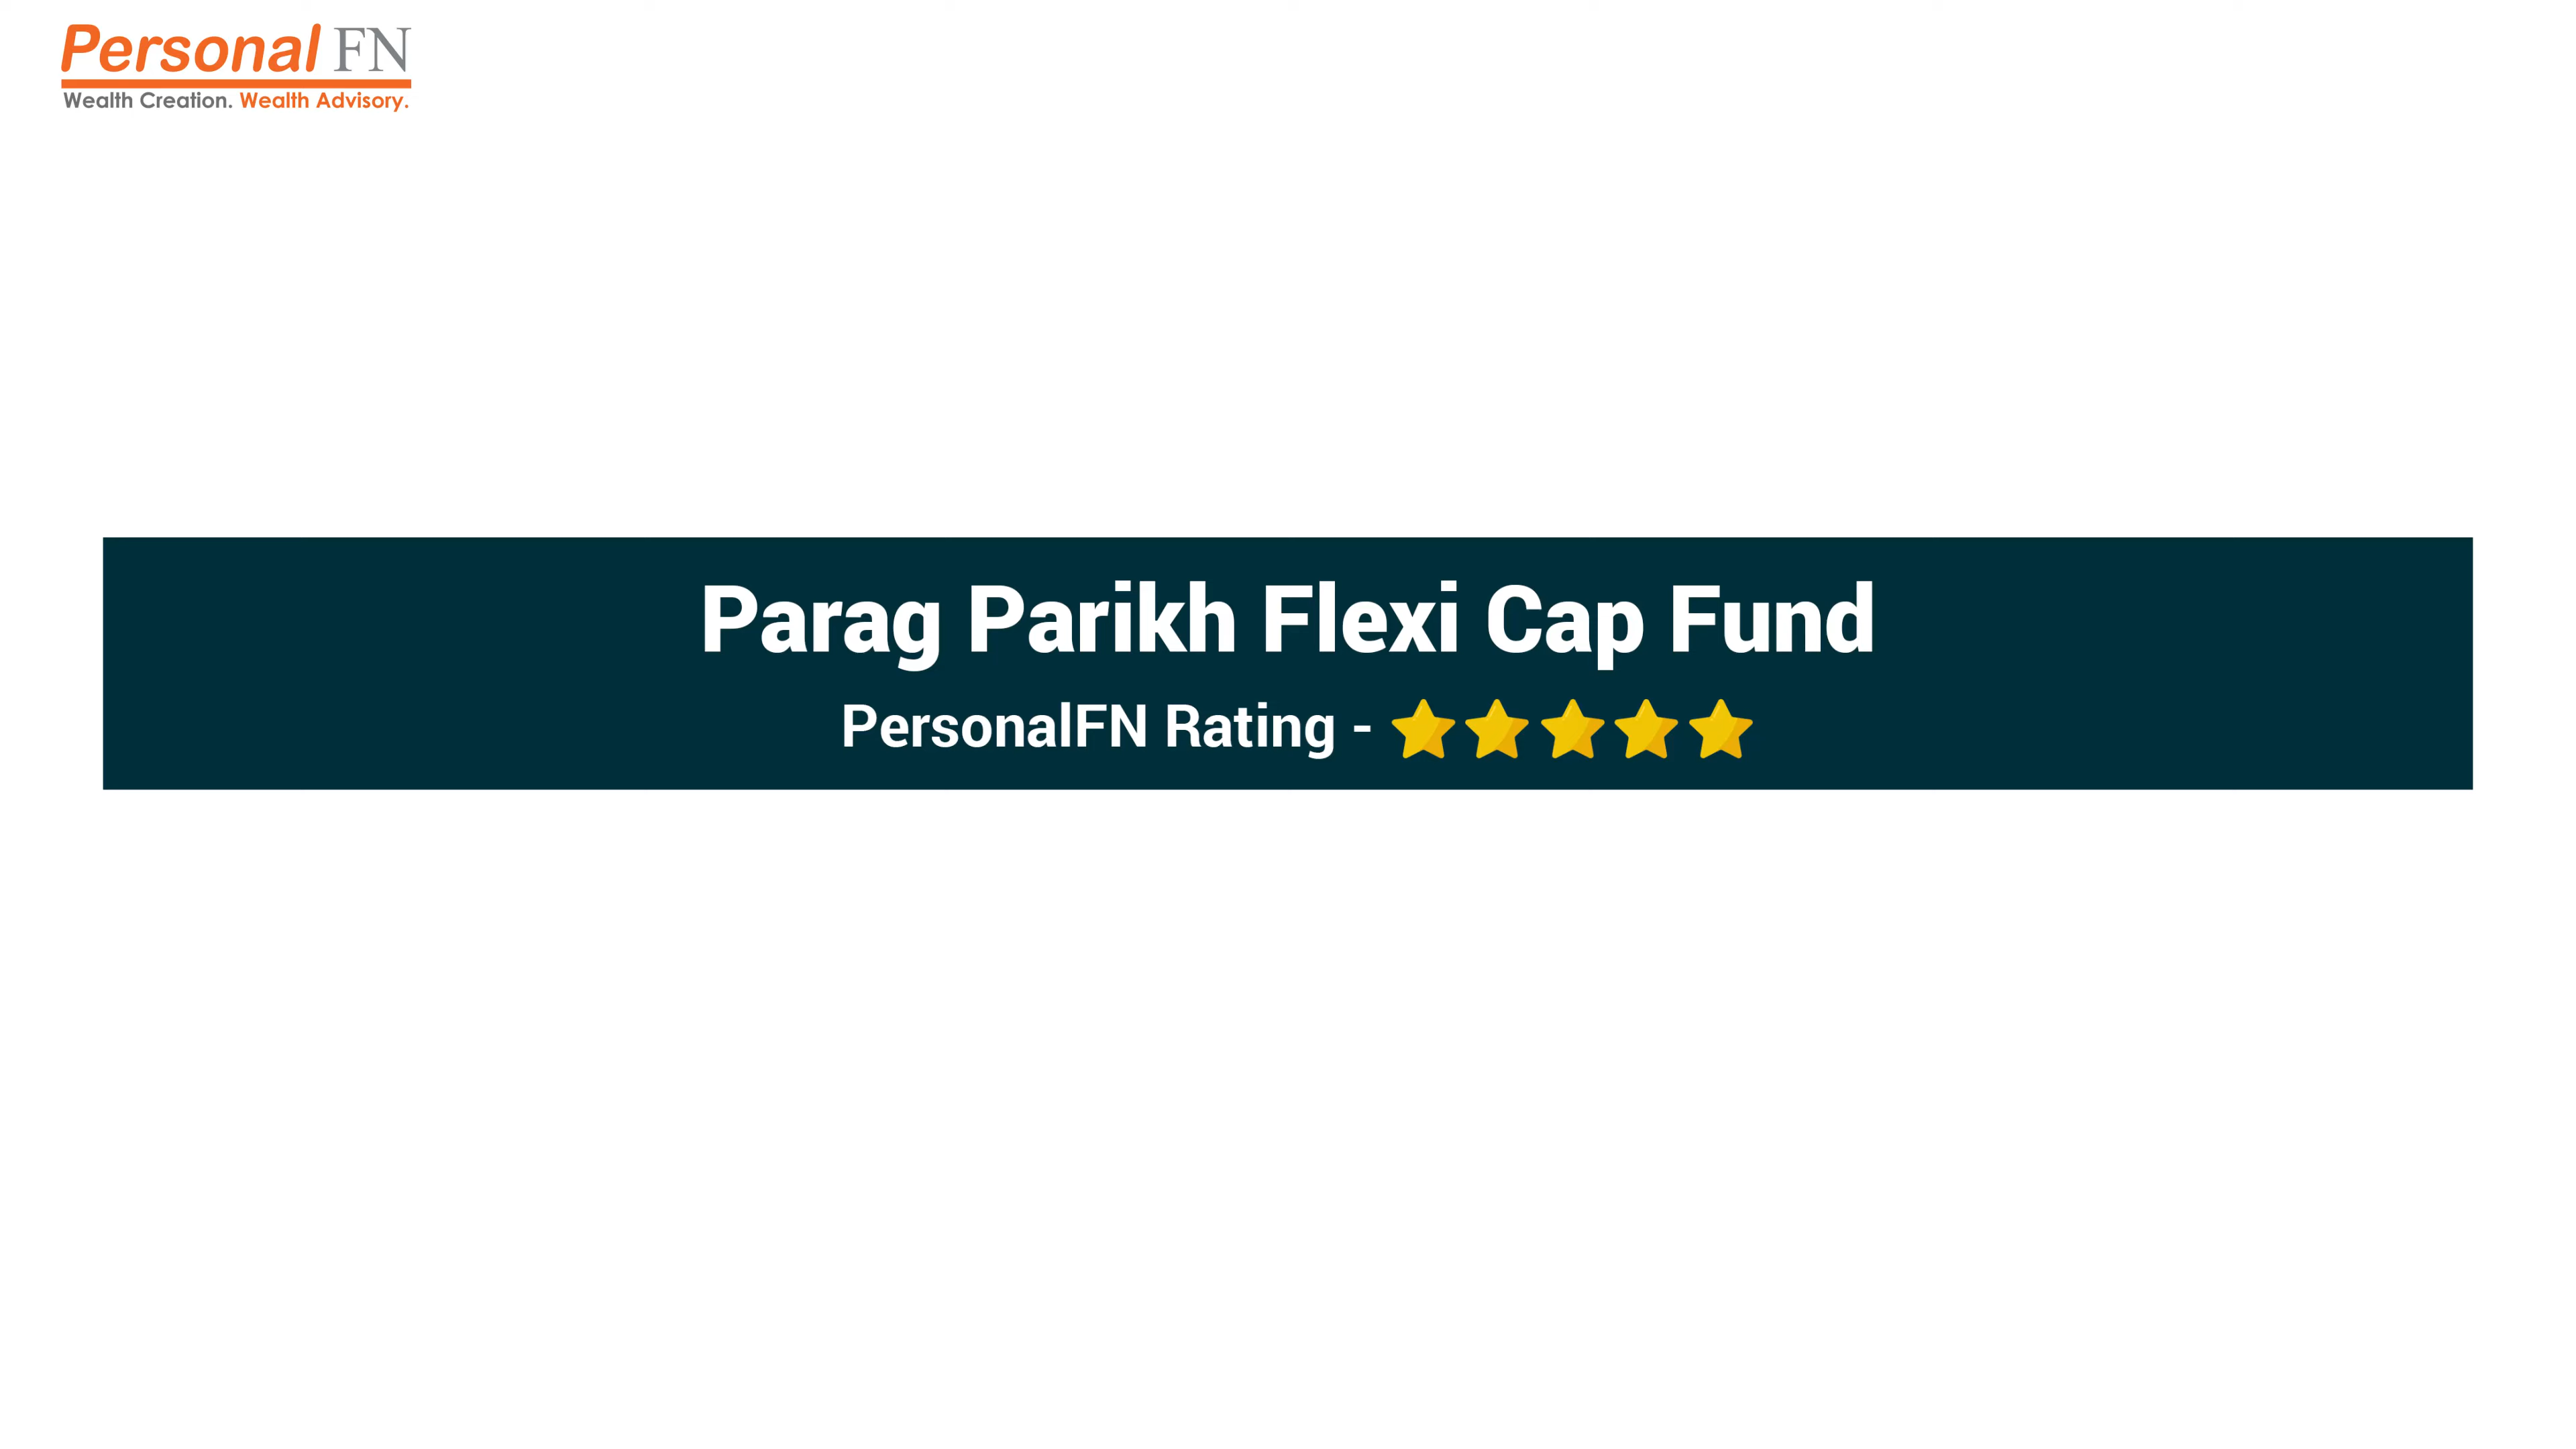 Personal FN
Wealth Creation. Wealth Advisory.
Parag Parikh Flexi Cap Fund
PersonalFN Rating -